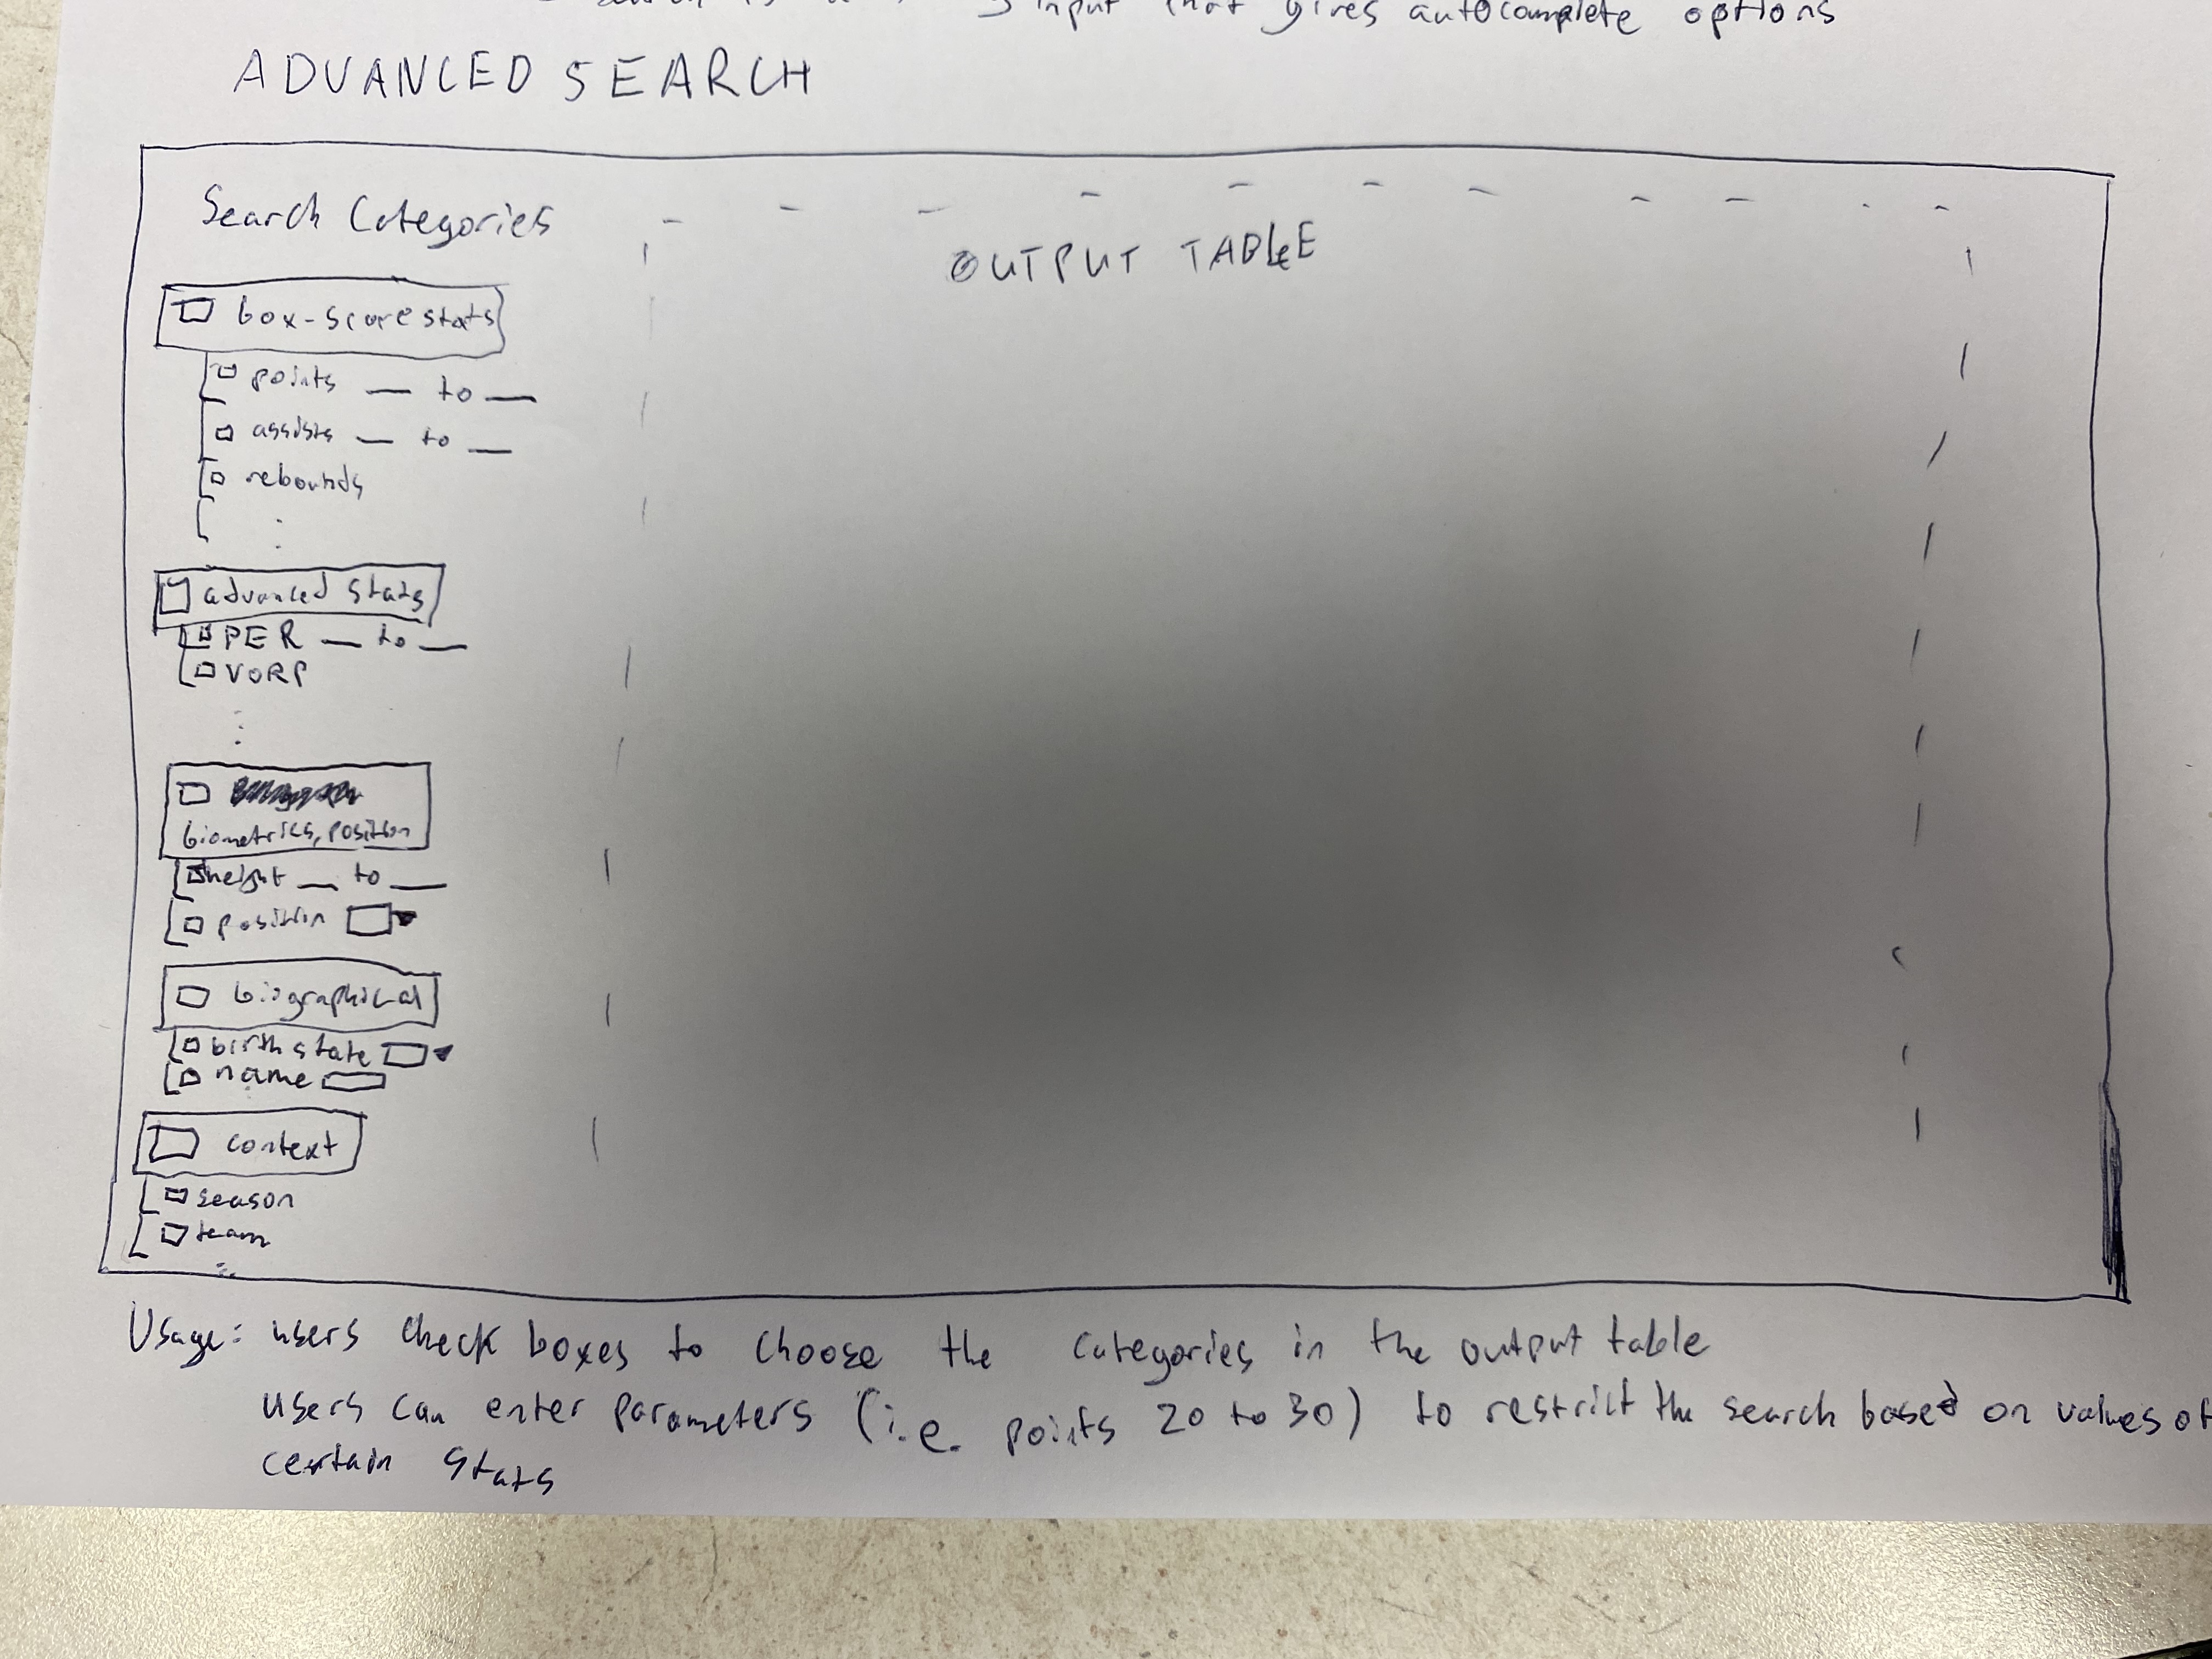 input that gives autocomplete options
ADVANCED SEARCH
Search Categories
OUTPUT TABLE
box-score stats
points _ to _
assists _ to _
rebounds
⋮
advanced stats
PER _ to _
VORP
⋮
biometrics, position
height _ to _
position
biographical
birth state
name
context
season
team
Usage: users check boxes to choose the categories in the output table
users can enter parameters (i.e. points 20 to 30) to restrict the search based on values of
certain stats